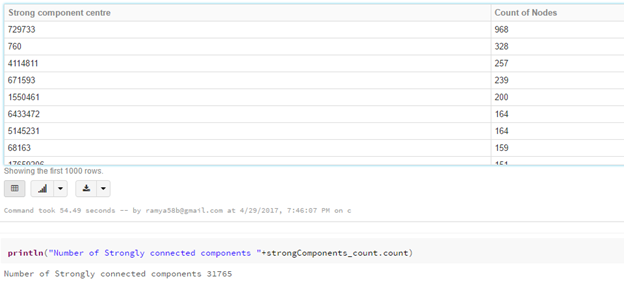 Strong component centre Count of Nodes
729733 968
760 328
4114811 257
671593 239
1550461 200
6433472 164
5145231 164
68163 159
151
Showing the first 1000 rows.
Command took 54.49 seconds -- by ramya58b@gmail.com at 4/29/2017, 7:46:07 PM on c
println("Number of Strongly connected components "+strongComponents_count.count)
Number of Strongly connected components 31765